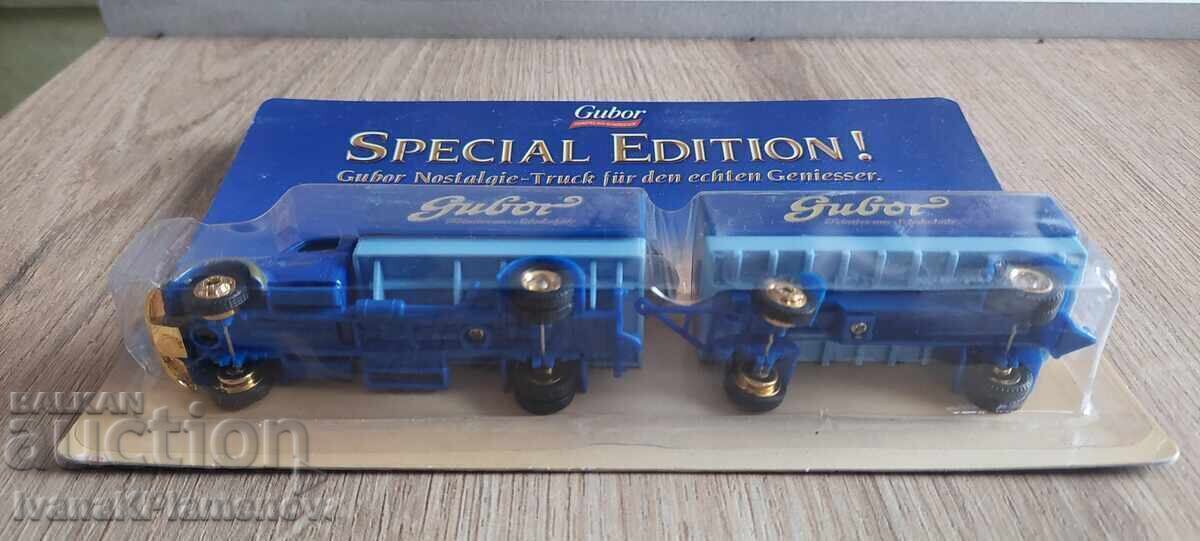 Gubor
SPECIAL EDITION!
Gubor Nostalgie-Truck für den echten Geniesser.
Gubor
Gubor
BALKAN
auction
IvanaKPlamenov.